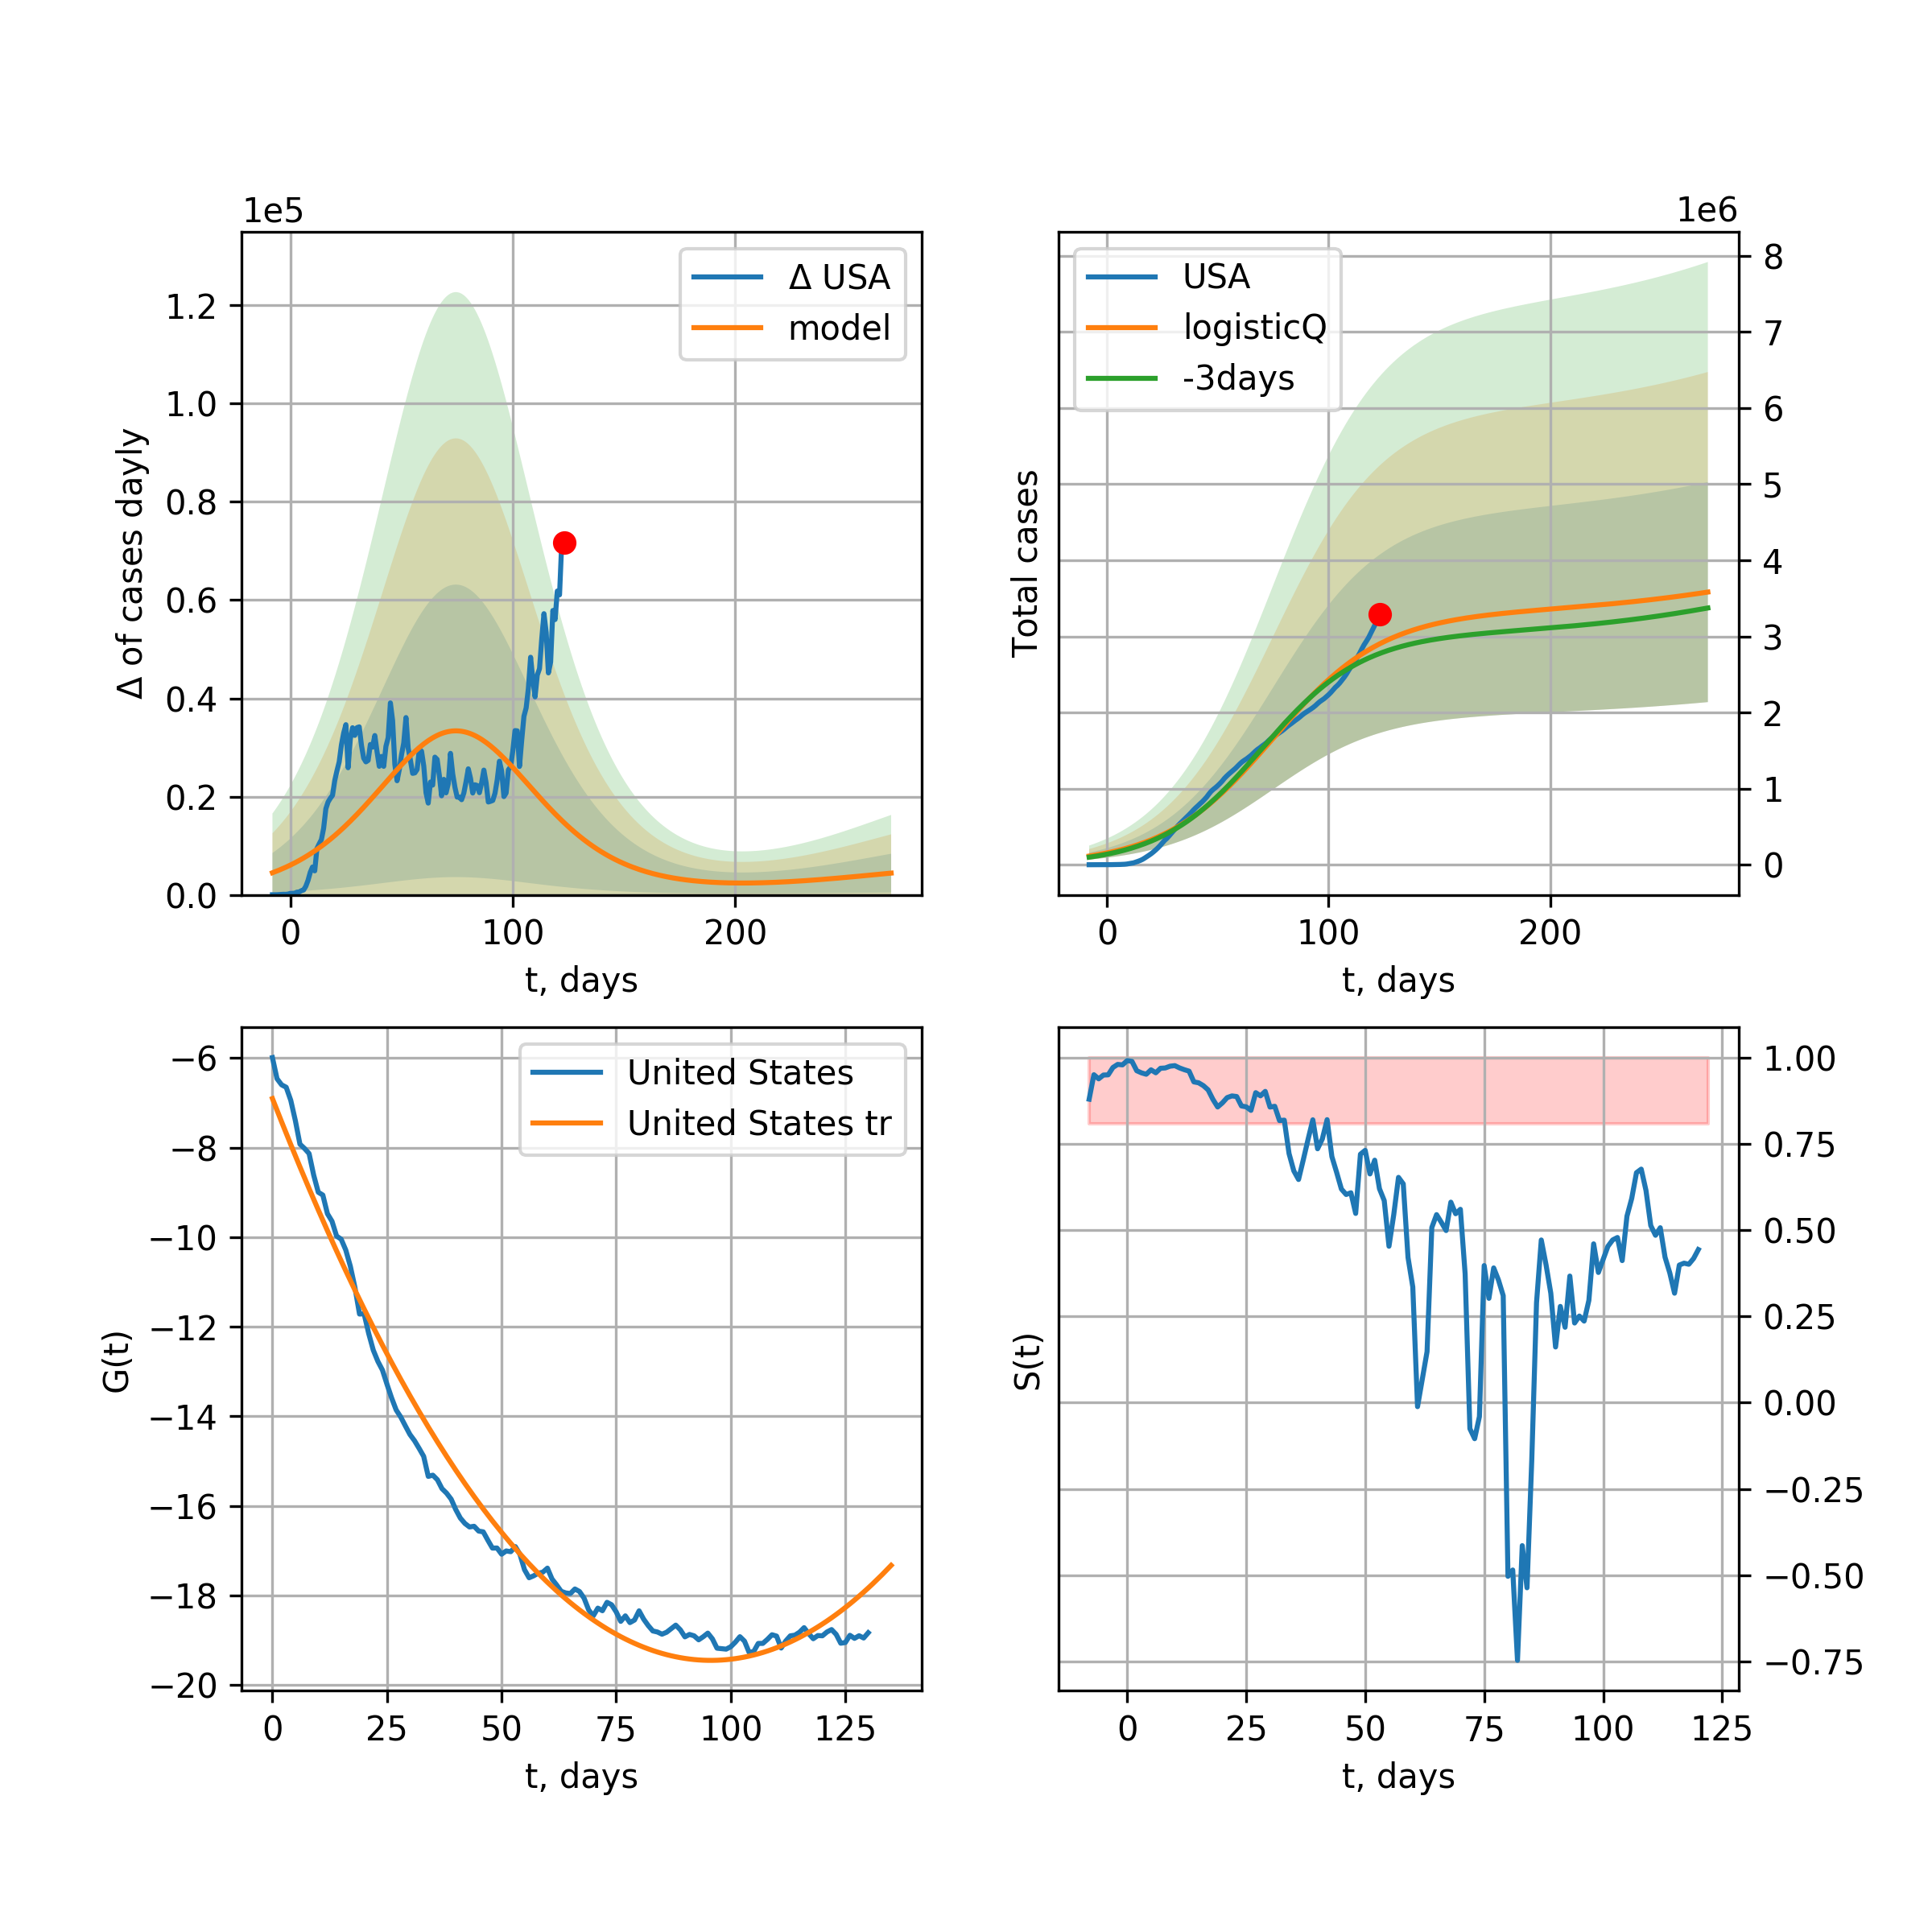 1e5
Δ USA
model
1.2
1.0
0.8
0.6
0.4
0.2
0.0
Δ of cases dayly
0 100 200
t, days
1e6
USA
logisticQ
-3days
8
7
6
5
4
3
2
1
0
Total cases
0 100 200
t, days
United States
United States tr
−6
−8
−10
−12
−14
−16
−18
−20
G(t)
0 25 50 75 100 125
t, days
1.00
0.75
0.50
0.25
0.00
−0.25
−0.50
−0.75
S(t)
0 25 50 75 100 125
t, days